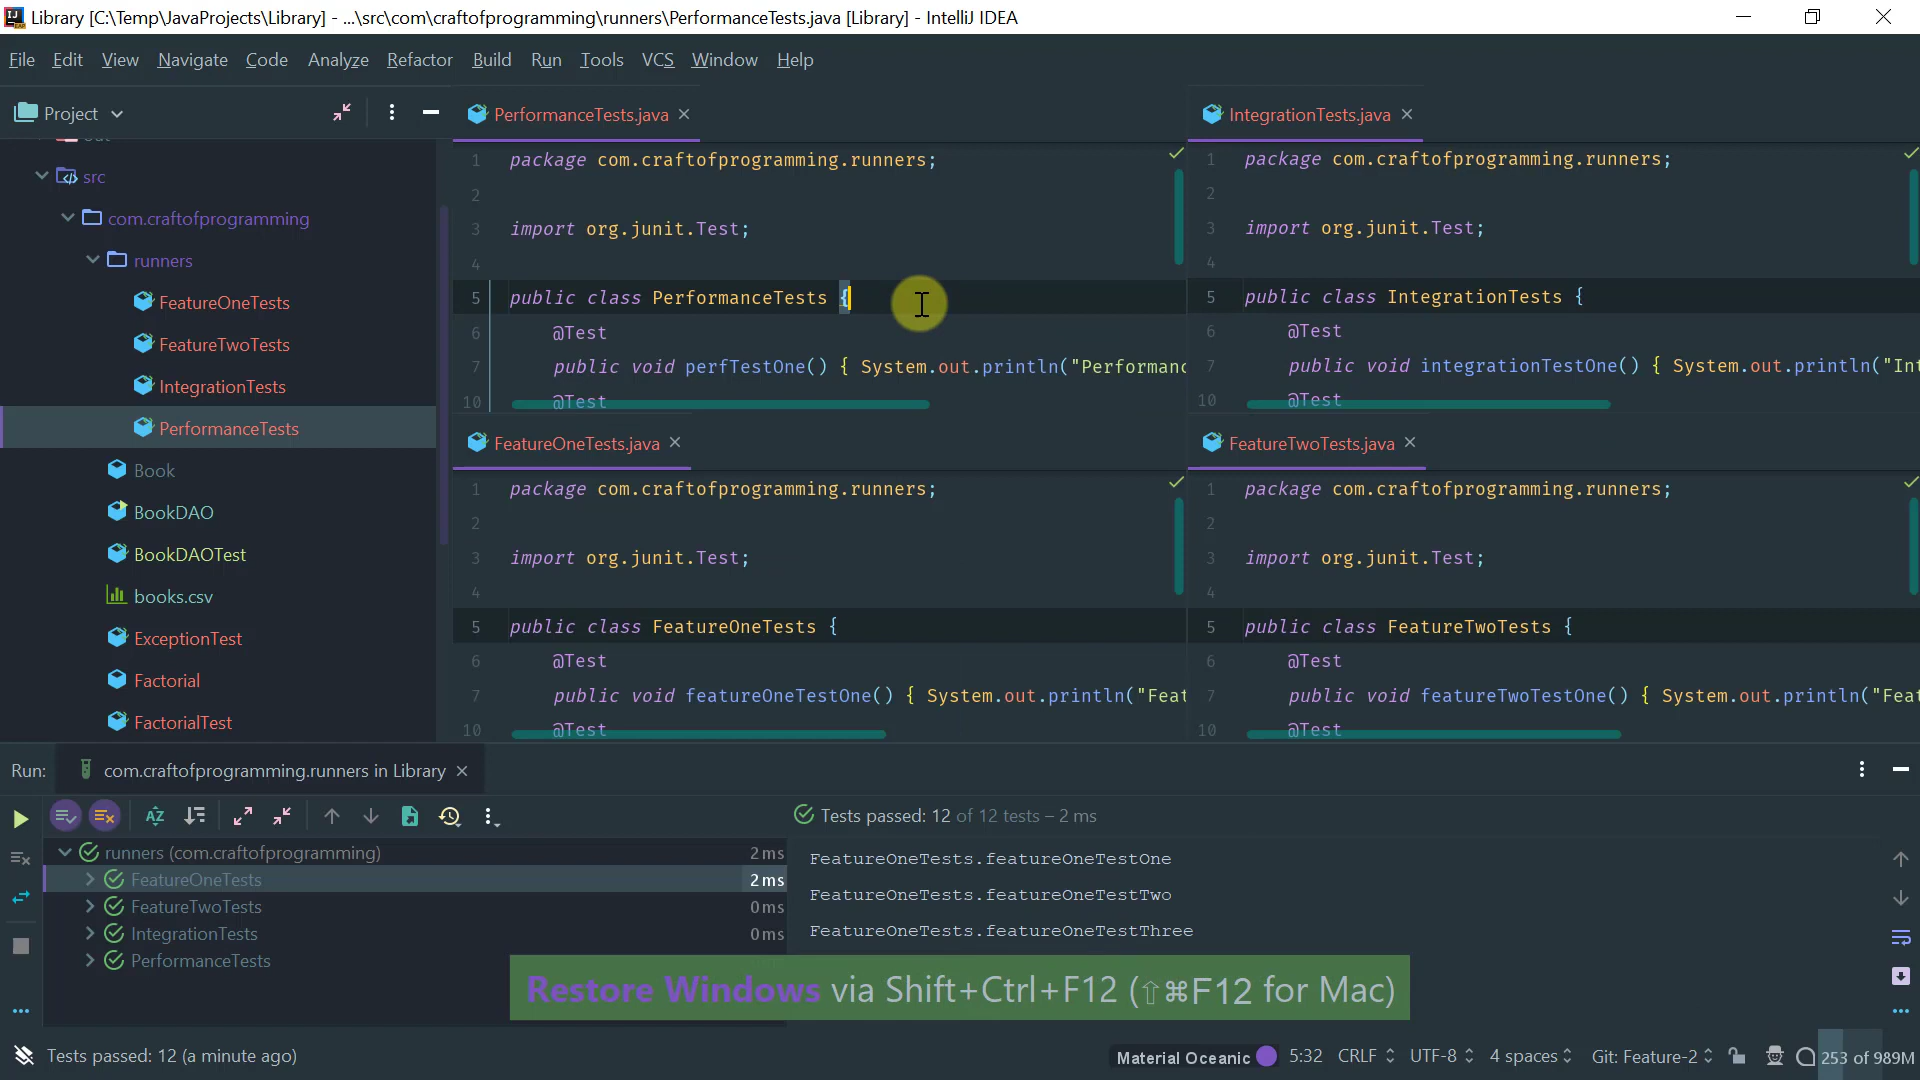 Library [C:\Temp\JavaProjects\Library] - ...\src\com\craftofprogramming\runners\PerformanceTests.java [Library] - IntelliJ IDEA
File Edit View Navigate Code Analyze Refactor Build Run Tools VCS Window Help
Project
src
com.craftofprogramming
runners
FeatureOneTests
FeatureTwoTests
IntegrationTests
PerformanceTests
Book
BookDAO
BookDAOTest
books.csv
ExceptionTest
Factorial
FactorialTest
PerformanceTests.java
1 package com.craftofprogramming.runners;
2
3 import org.junit.Test;
4
5 public class PerformanceTests {
6 @Test
7 public void perfTestOne() { System.out.println("Performanc
10 @Test
IntegrationTests.java
1 package com.craftofprogramming.runners;
2
3 import org.junit.Test;
4
5 public class IntegrationTests {
6 @Test
7 public void integrationTestOne() { System.out.println("Int
10 @Test
FeatureOneTests.java
1 package com.craftofprogramming.runners;
2
3 import org.junit.Test;
4
5 public class FeatureOneTests {
6 @Test
7 public void featureOneTestOne() { System.out.println("Feat
10 @Test
FeatureTwoTests.java
1 package com.craftofprogramming.runners;
2
3 import org.junit.Test;
4
5 public class FeatureTwoTests {
6 @Test
7 public void featureTwoTestOne() { System.out.println("Feat
10 @Test
Run: com.craftofprogramming.runners in Library
Tests passed: 12 of 12 tests – 2 ms
runners (com.craftofprogramming) 2 ms
FeatureOneTests 2 ms
FeatureTwoTests 0 ms
IntegrationTests 0 ms
PerformanceTests
FeatureOneTests.featureOneTestOne
FeatureOneTests.featureOneTestTwo
FeatureOneTests.featureOneTestThree
Restore Windows via Shift+Ctrl+F12 (⇧⌘F12 for Mac)
Tests passed: 12 (a minute ago)
Material Oceanic 5:32 CRLF UTF-8 4 spaces Git: Feature-2 253 of 989M